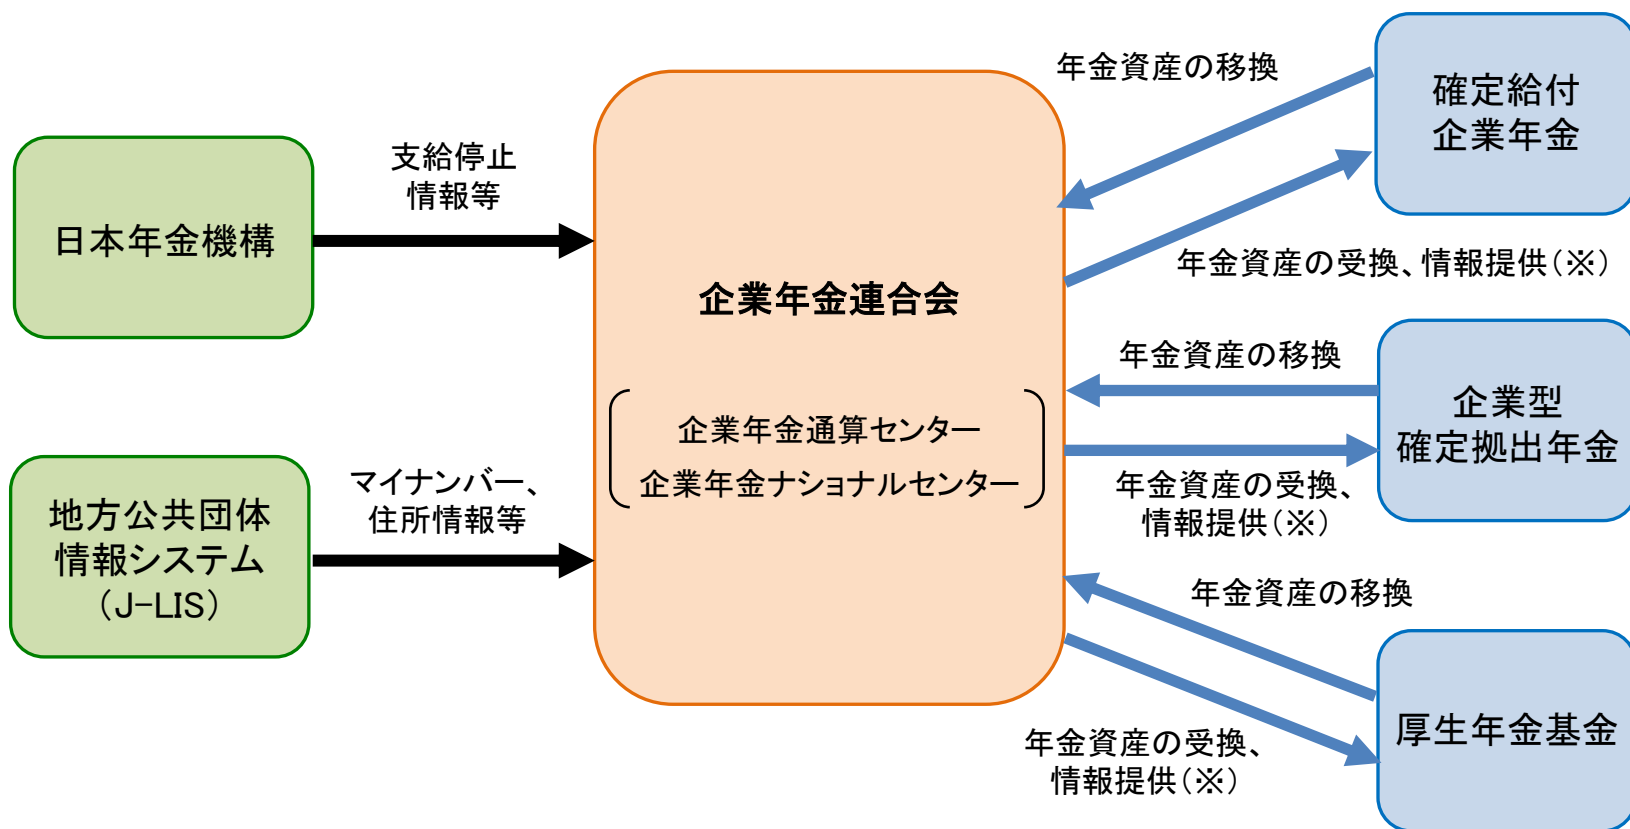 日本年金機構
支給停止
情報等
地方公共団体
情報システム
（J-LIS）
マイナンバー、
住所情報等
企業年金連合会
企業年金通算センター
企業年金ナショナルセンター
年金資産の移換
確定給付
企業年金
年金資産の受換、情報提供（※）
年金資産の移換
企業型
確定拠出年金
年金資産の受換、
情報提供（※）
年金資産の移換
厚生年金基金
年金資産の受換、
情報提供（※）